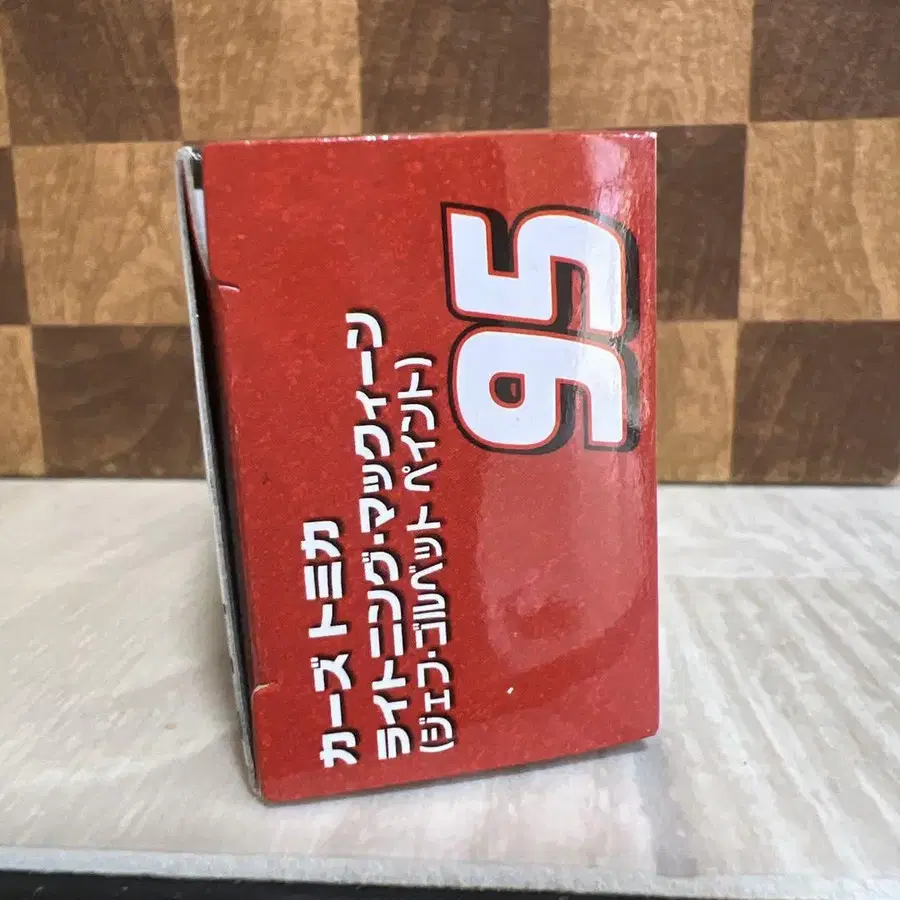 カーズ トミカ
ライトニング・マックィーン
(ジェフ・ゴルベット ペイント)
95